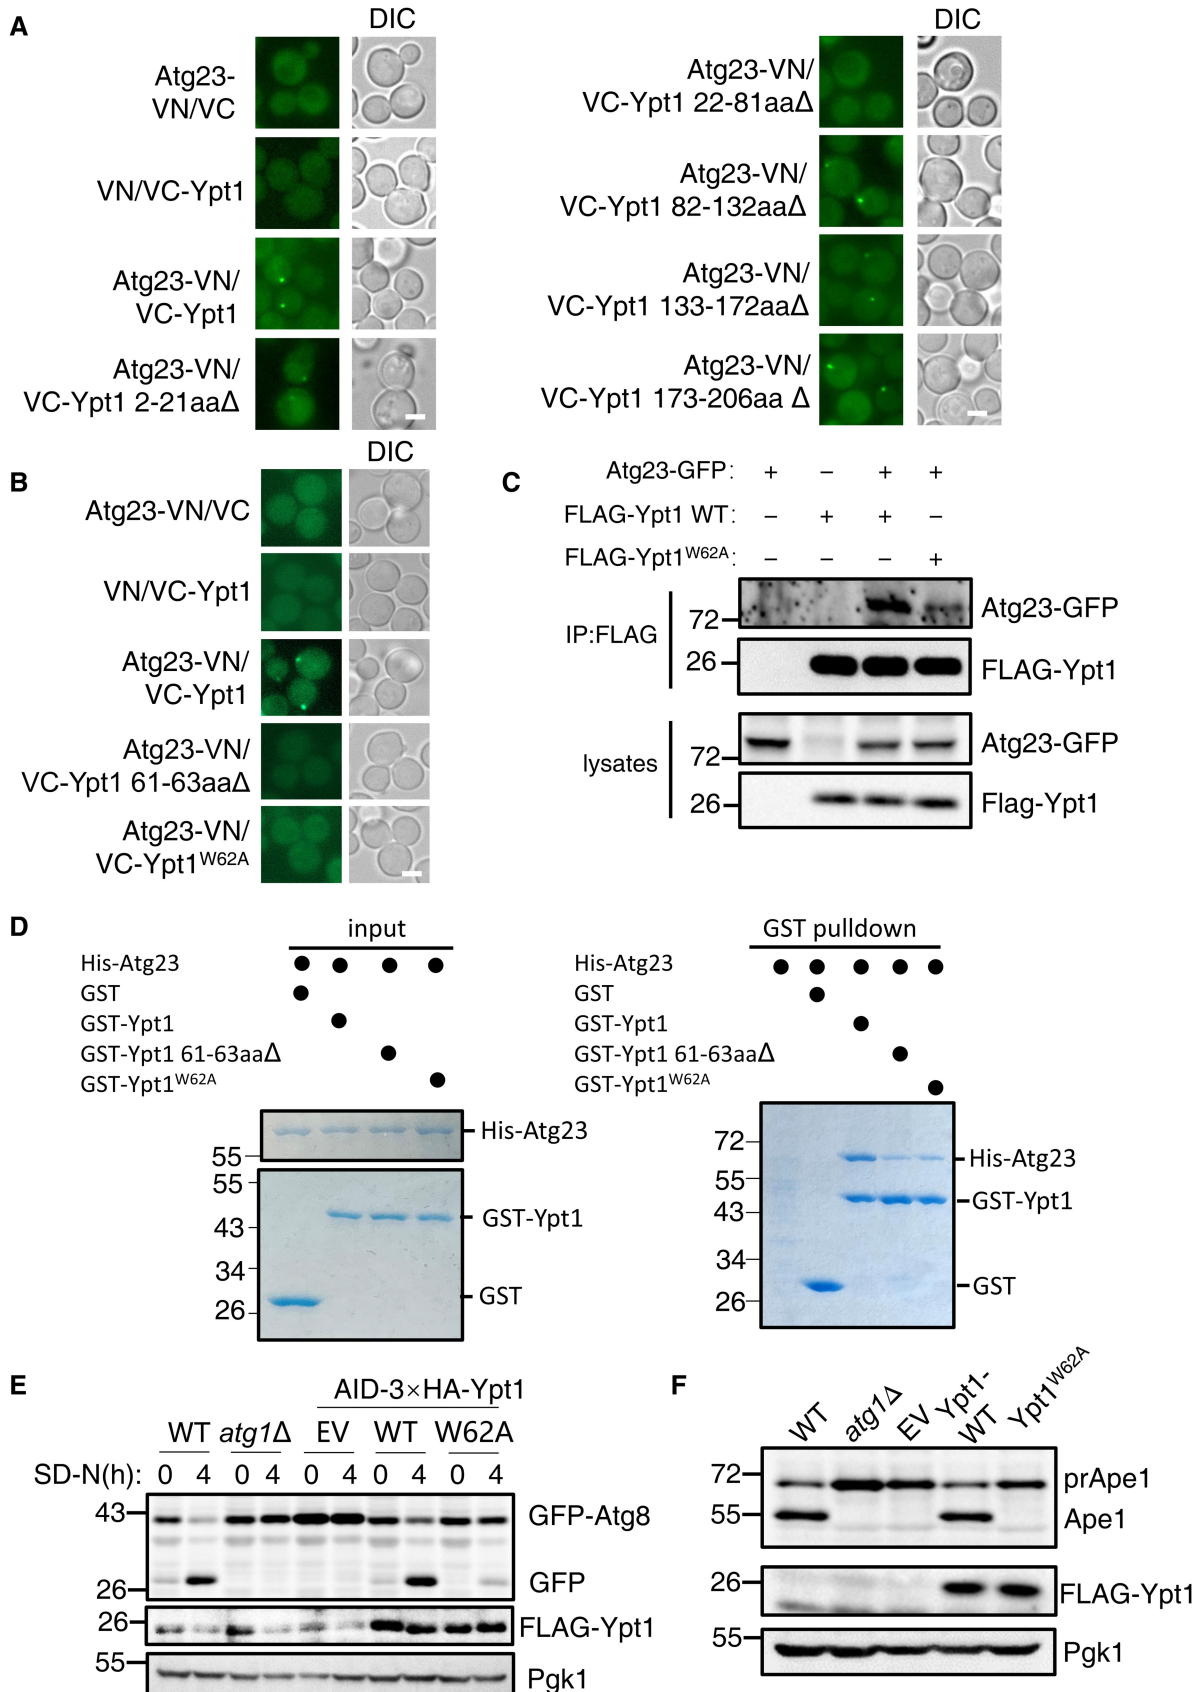 A
DIC
Atg23-
VN/VC
VN/VC-Ypt1
Atg23-VN/
VC-Ypt1
Atg23-VN/
VC-Ypt1 2-21aaΔ
DIC
Atg23-VN/
VC-Ypt1 22-81aaΔ
Atg23-VN/
VC-Ypt1 82-132aaΔ
Atg23-VN/
VC-Ypt1 133-172aaΔ
Atg23-VN/
VC-Ypt1 173-206aa Δ
B
DIC
Atg23-VN/VC
VN/VC-Ypt1
Atg23-VN/
VC-Ypt1
Atg23-VN/
VC-Ypt1 61-63aaΔ
Atg23-VN/
VC-Ypt1W62A
C
Atg23-GFP: + − + +
FLAG-Ypt1 WT: − + + −
FLAG-Ypt1W62A: − − − +
IP:FLAG
72
Atg23-GFP
26
FLAG-Ypt1
lysates
72
Atg23-GFP
26
Flag-Ypt1
D
input
His-Atg23
GST
GST-Ypt1
GST-Ypt1 61-63aaΔ
GST-Ypt1W62A
His-Atg23
55
55
43
34
26
GST-Ypt1
GST
GST pulldown
His-Atg23
GST
GST-Ypt1
GST-Ypt1 61-63aaΔ
GST-Ypt1W62A
72
55
43
34
26
His-Atg23
GST-Ypt1
GST
E
AID-3×HA-Ypt1
WT atg1Δ EV WT W62A
SD-N(h): 0 4 0 4 0 4 0 4 0 4
43
GFP-Atg8
26
GFP
26
FLAG-Ypt1
55
Pgk1
F
WT
atg1Δ
EV
Ypt1-
WT
Ypt1W62A
72
prApe1
55
Ape1
26
FLAG-Ypt1
55
Pgk1